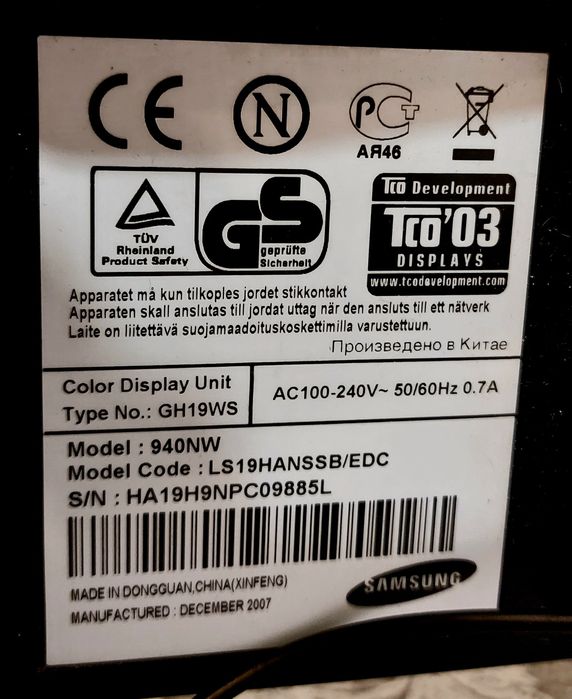 CE N PCT
АЯ46
TÜV
Rheinland
Product Safety
GS
geprüfte
Sicherheit
TCO Development
TCO'03
DISPLAYS
www.tcodevelopment.com
Apparatet må kun tilkoples jordet stikkontakt
Apparaten skall anslutas till jordat uttag när den ansluts till ett nätverk
Laite on liitettävä suojamaadoituskoskettimilla varustettuun.
Произведено в Китае
Color Display Unit
Type No.: GH19WS
AC100-240V~ 50/60Hz 0.7A
Model : 940NW
Model Code : LS19HANSSB/EDC
S/N : HA19H9NPC09885L
MADE IN DONGGUAN,CHINA(XINFENG)
MANUFACTURED : DECEMBER 2007
SAMSUNG